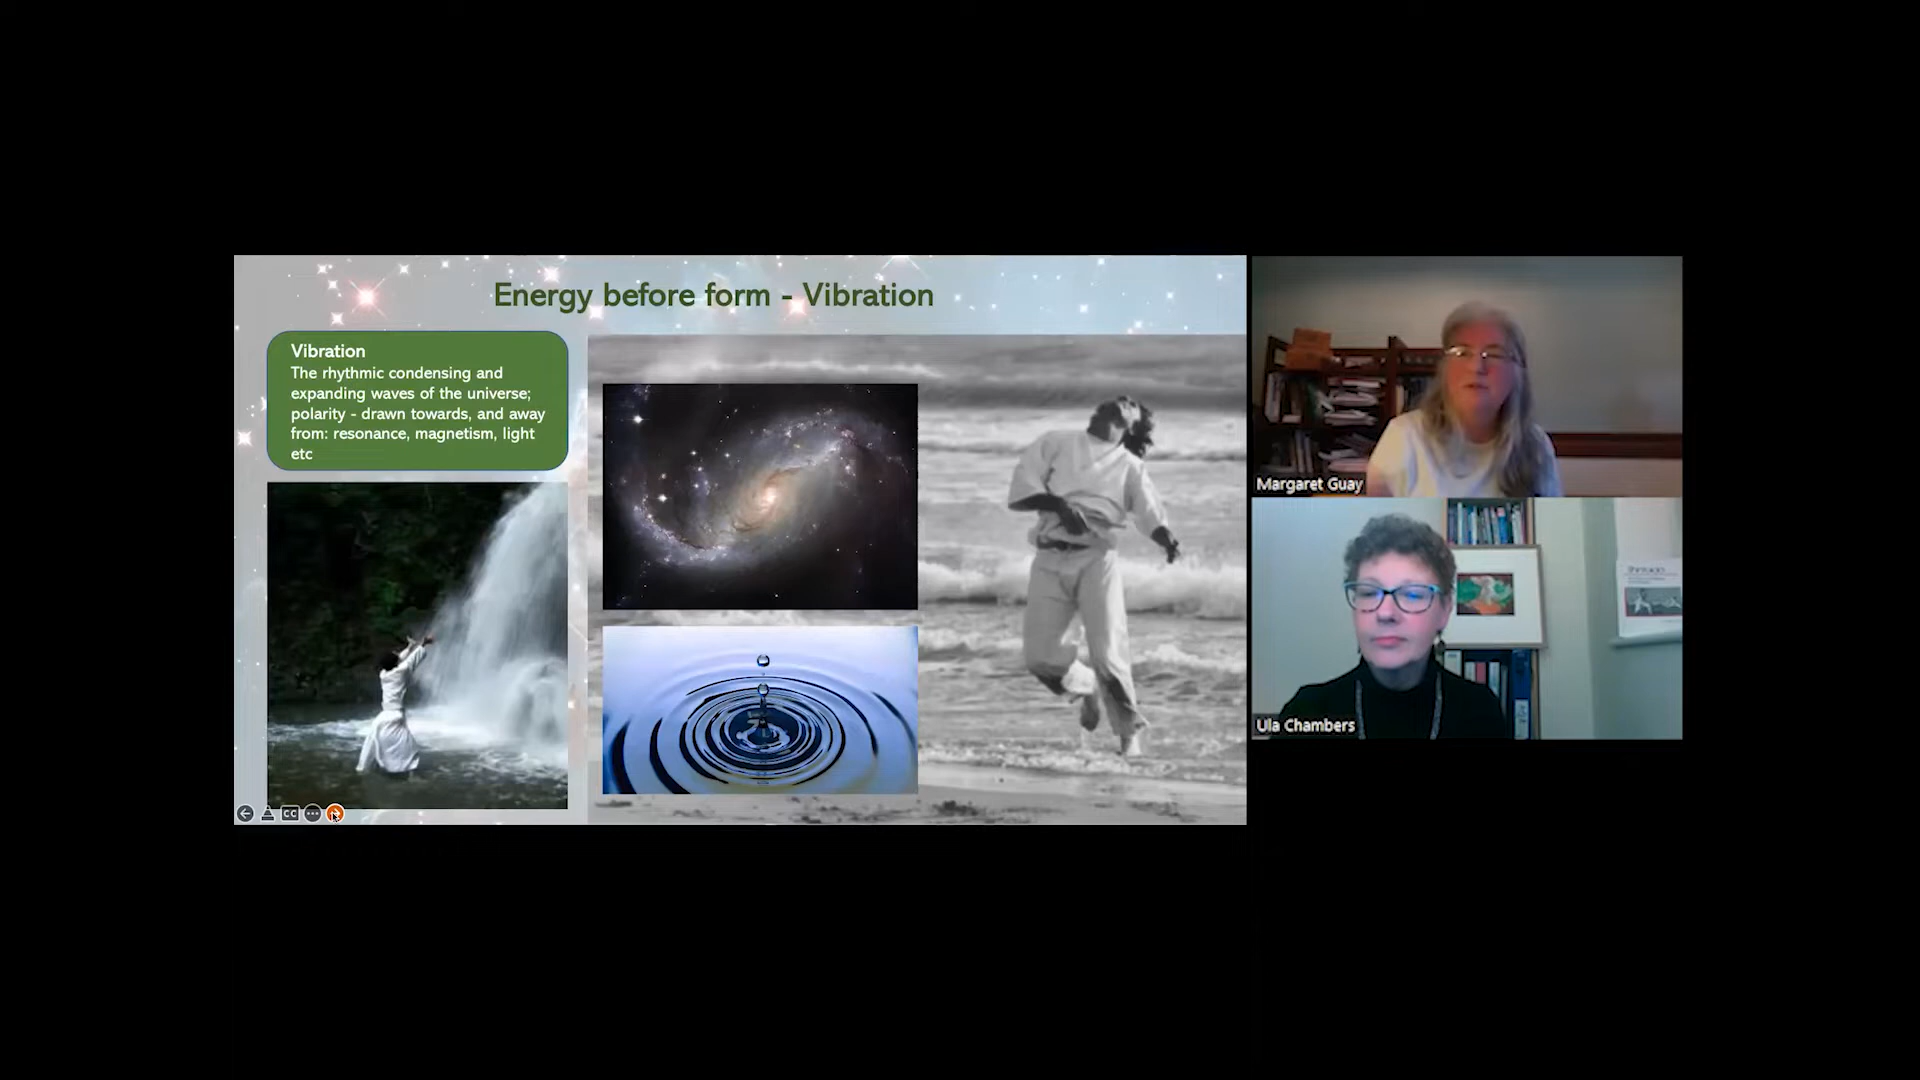 Energy before form - Vibration
Vibration
The rhythmic condensing and
expanding waves of the universe;
polarity - drawn towards, and away
from: resonance, magnetism, light
etc
CC
Margaret Guay
Ula Chambers